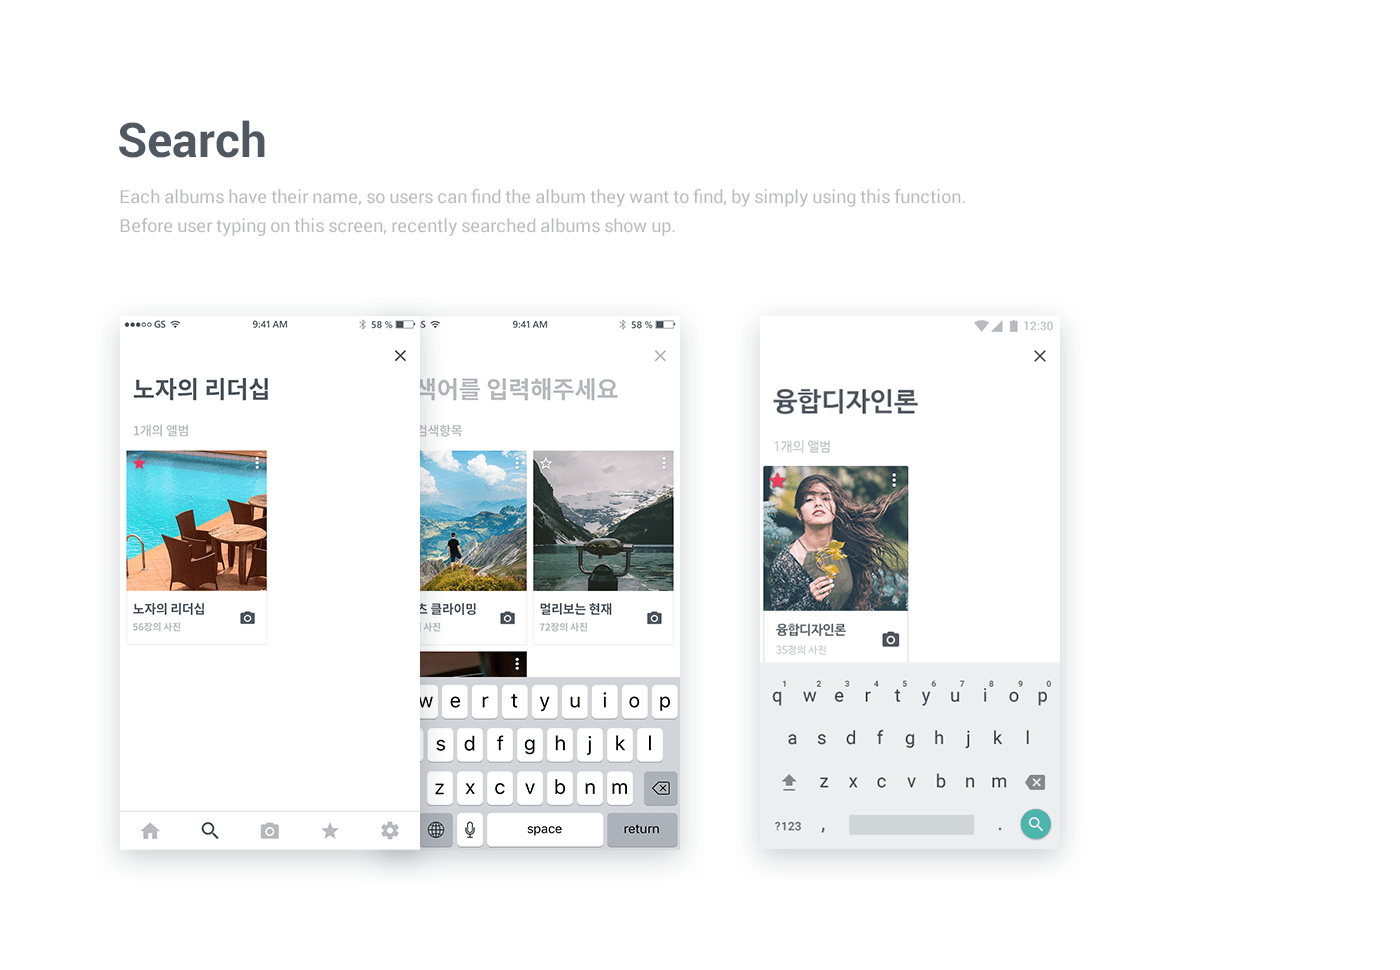 Search
Each albums have their name, so users can find the album they want to find, by simply using this function.
Before user typing on this screen, recently searched albums show up.
GS 9:41 AM 58 %
노자의 리더십
1개의 앨범
노자의 리더십
56장의 사진
S 9:41 AM 58 %
색어를 입력해주세요
검색항목
츠 클라이밍
사진
멀리보는 현재
72장의 사진
w e r t y u i o p
s d f g h j k l
z x c v b n m
space return
12:30
융합디자인론
1개의 앨범
융합디자인론
35장의 사진
1 2 3 4 5 6 7 8 9 0
q w e r t y u i o p
a s d f g h j k l
z x c v b n m
?123 , .